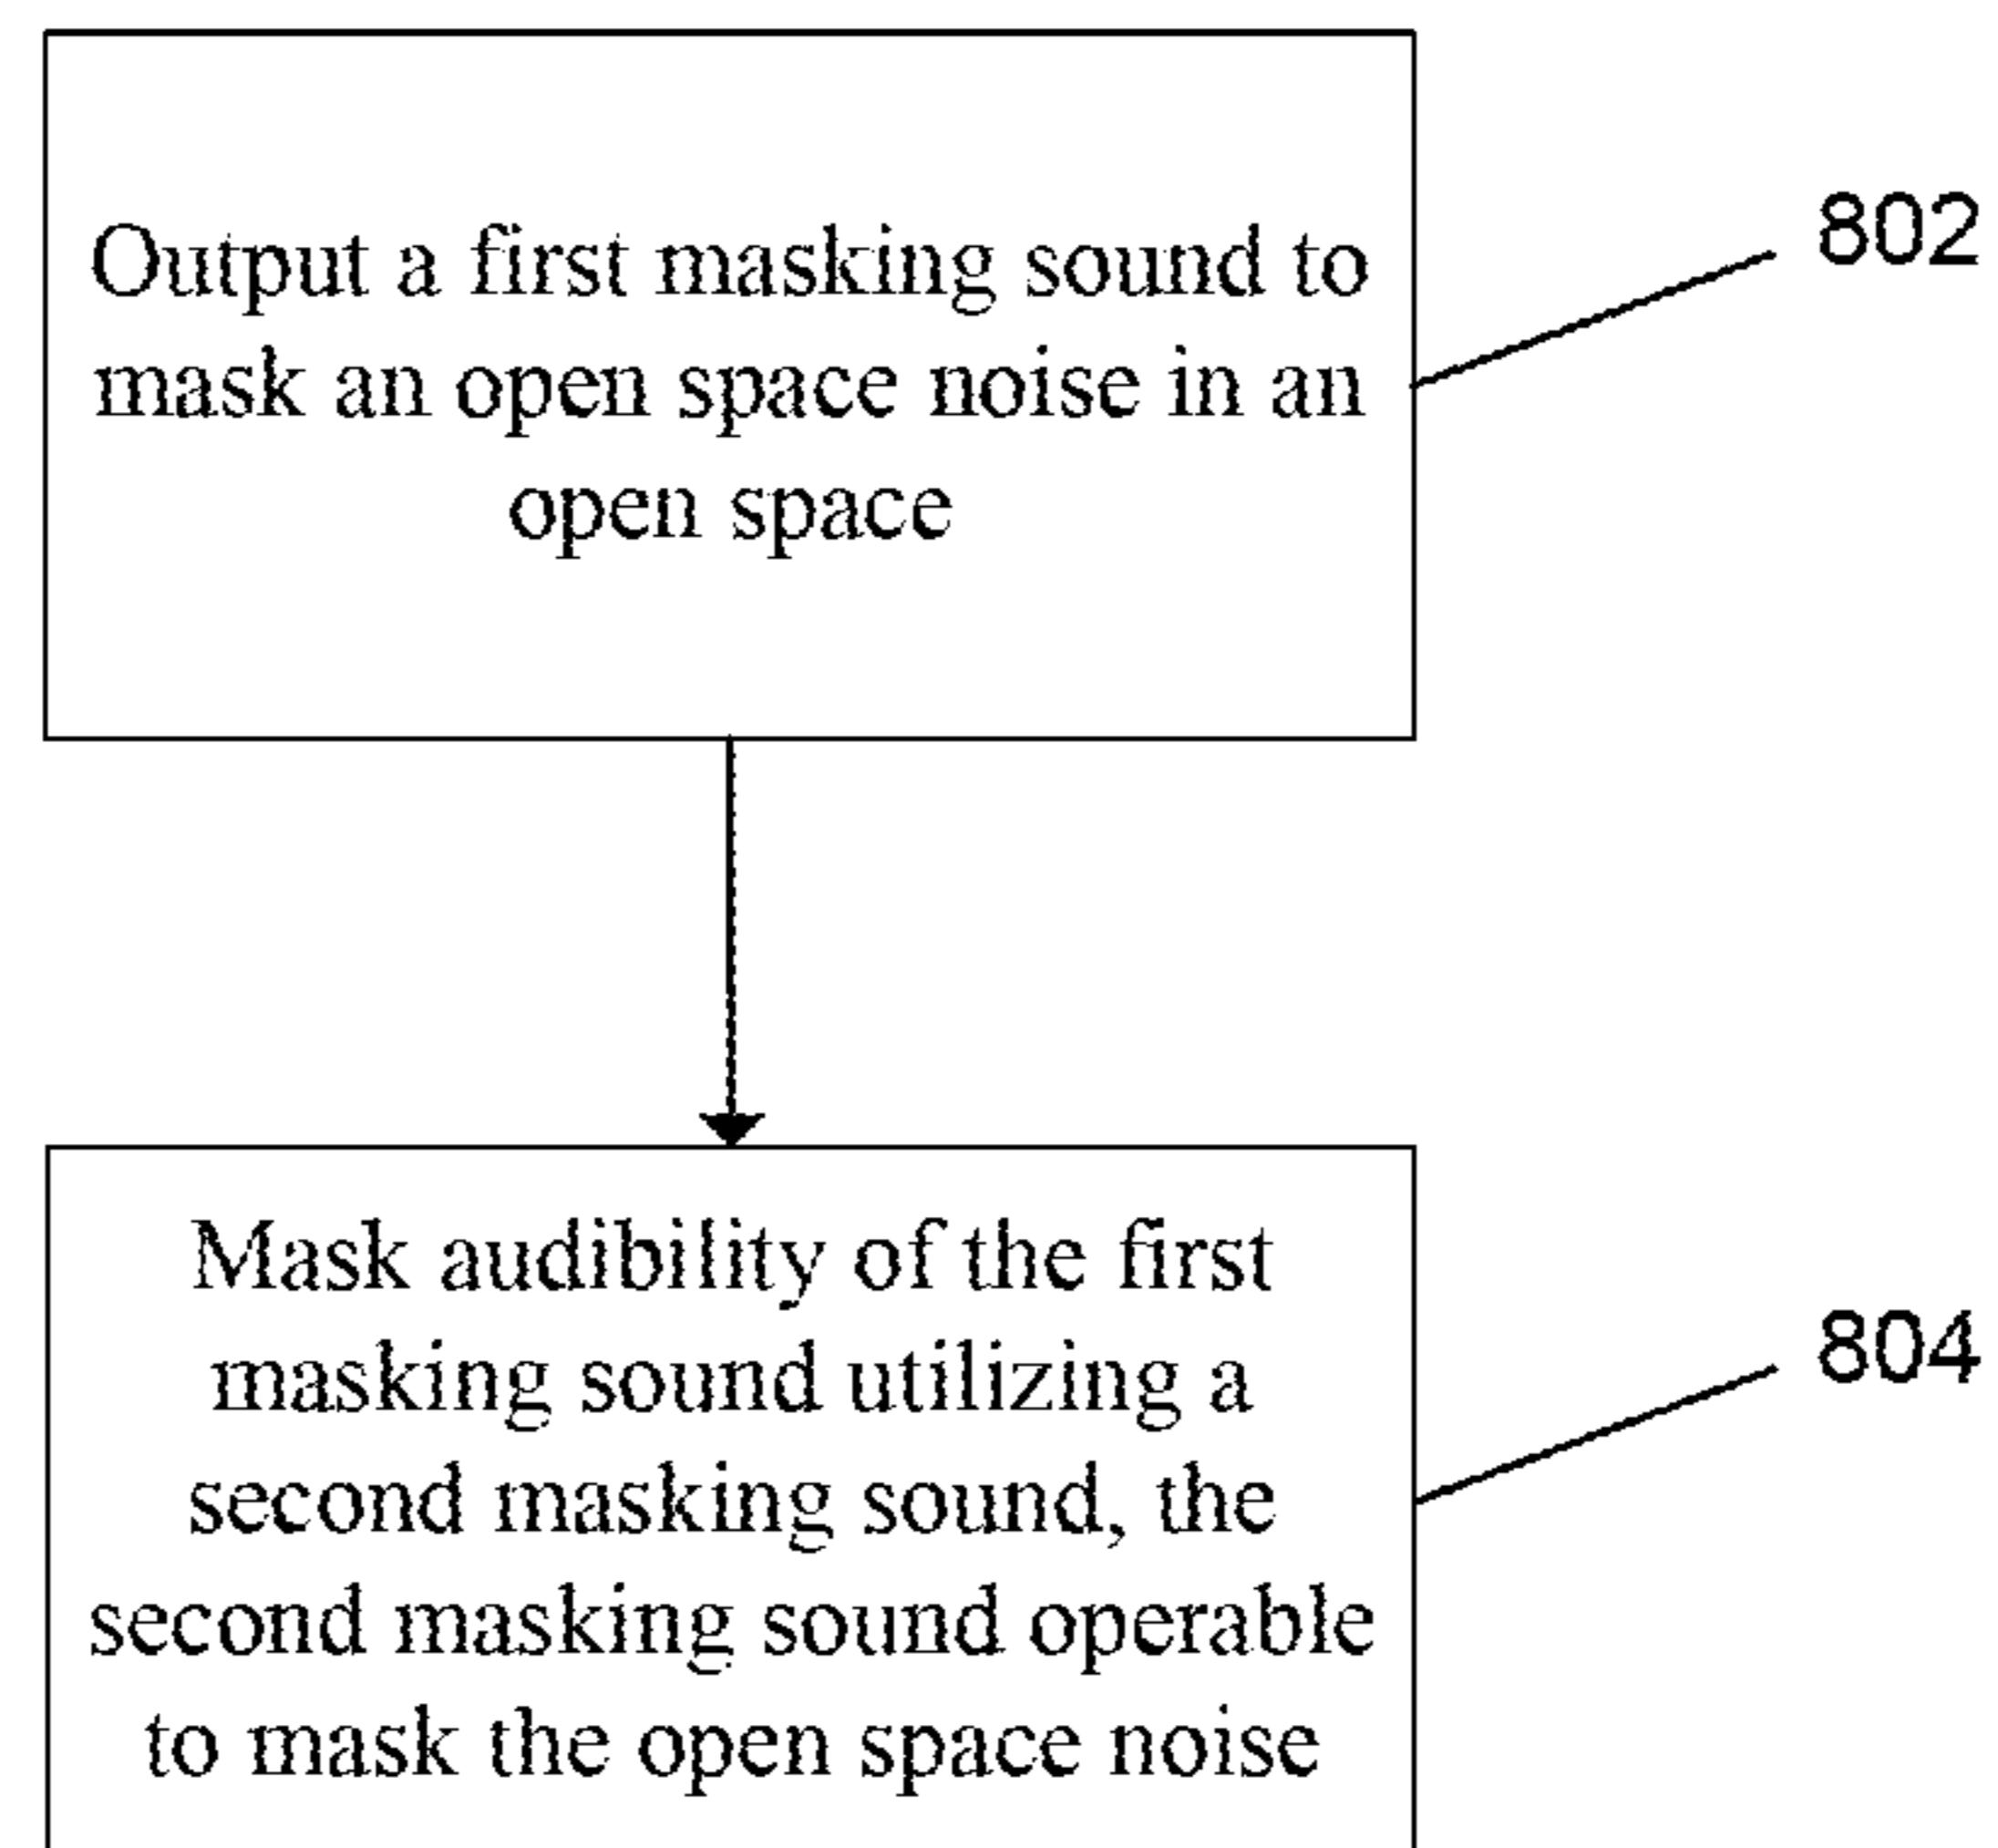 Output a first masking sound to
mask an open space noise in an
open space
802
Mask audibility of the first
masking sound utilizing a
second masking sound, the
second masking sound operable
to mask the open space noise
804